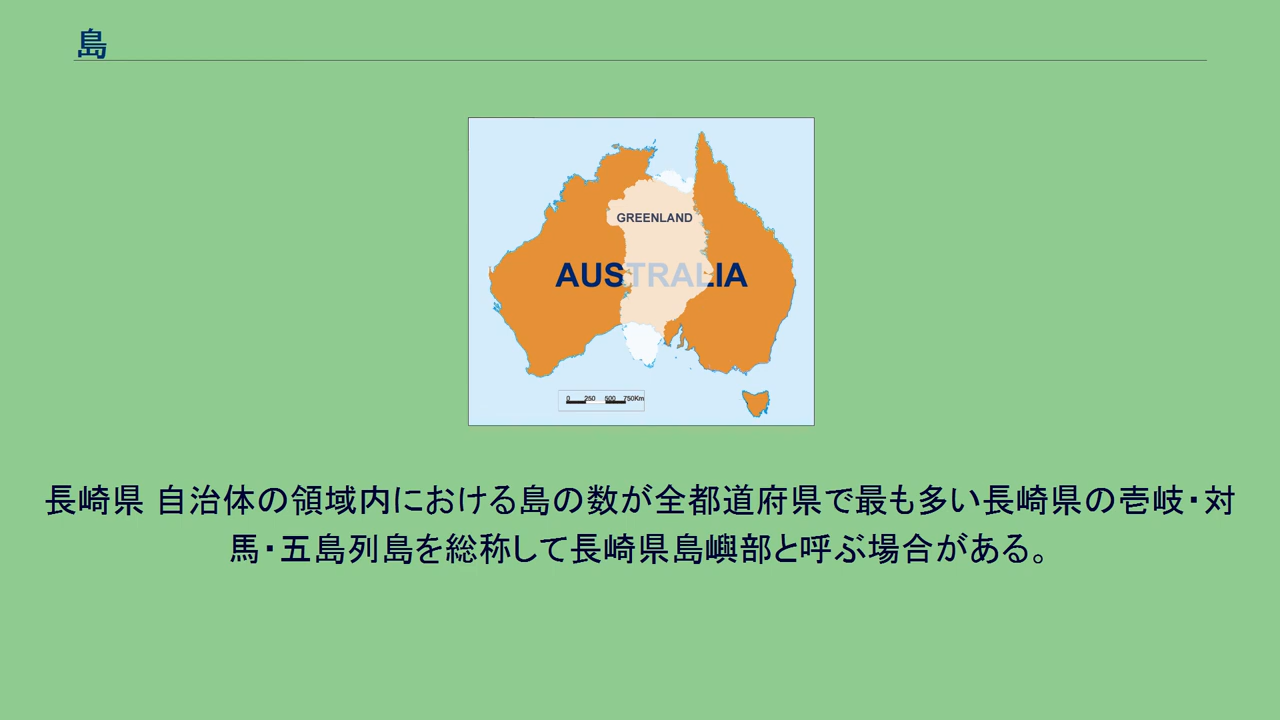 島
GREENLAND
AUSTRALIA
0 250 500 750Km
長崎県 自治体の領域内における島の数が全都道府県で最も多い長崎県の壱岐・対
馬・五島列島を総称して長崎県島嶼部と呼ぶ場合がある。